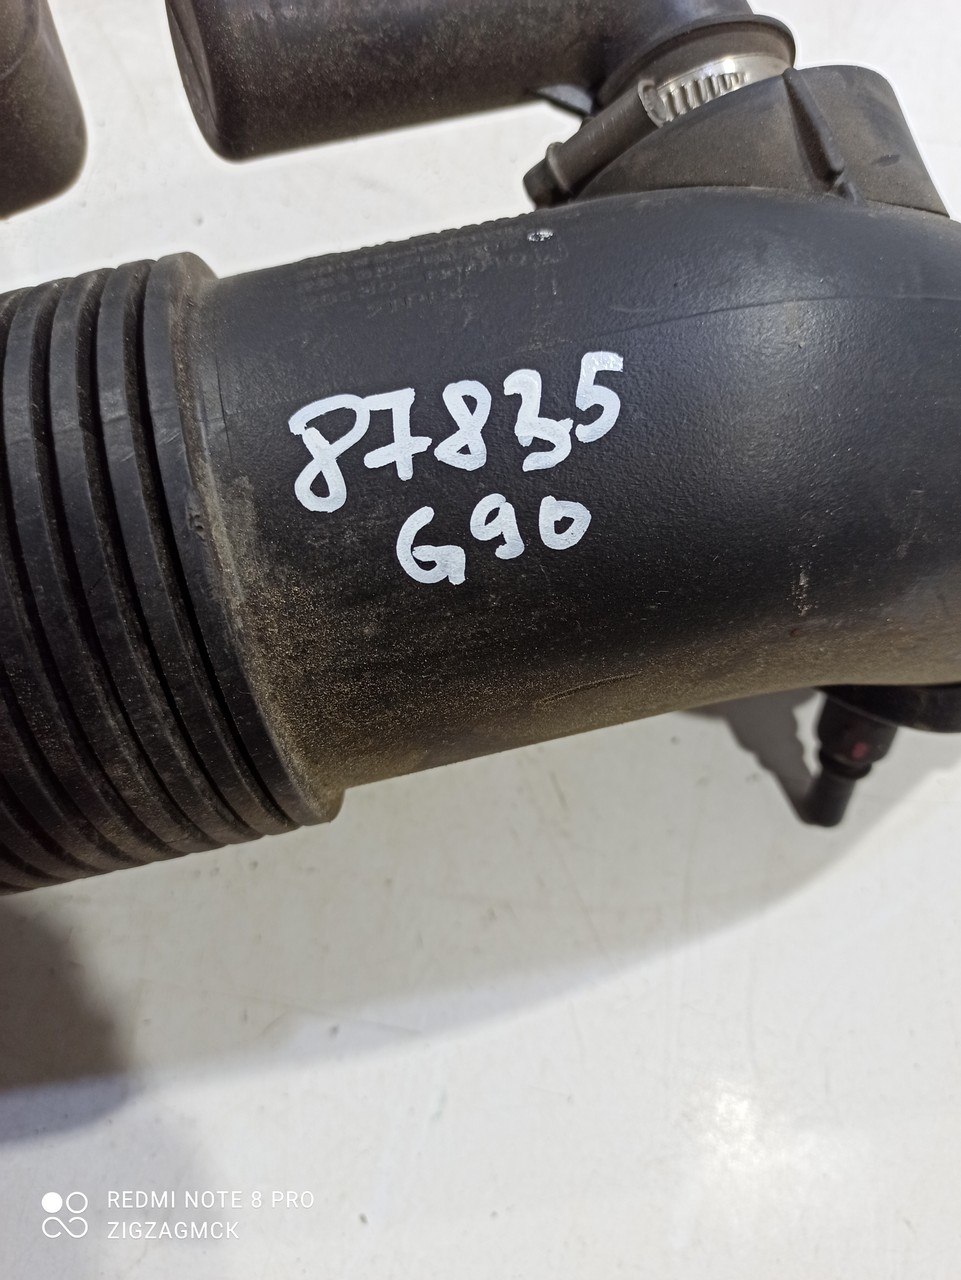 87835
G90
REDMI NOTE 8 PRO
ZIGZAGMCK